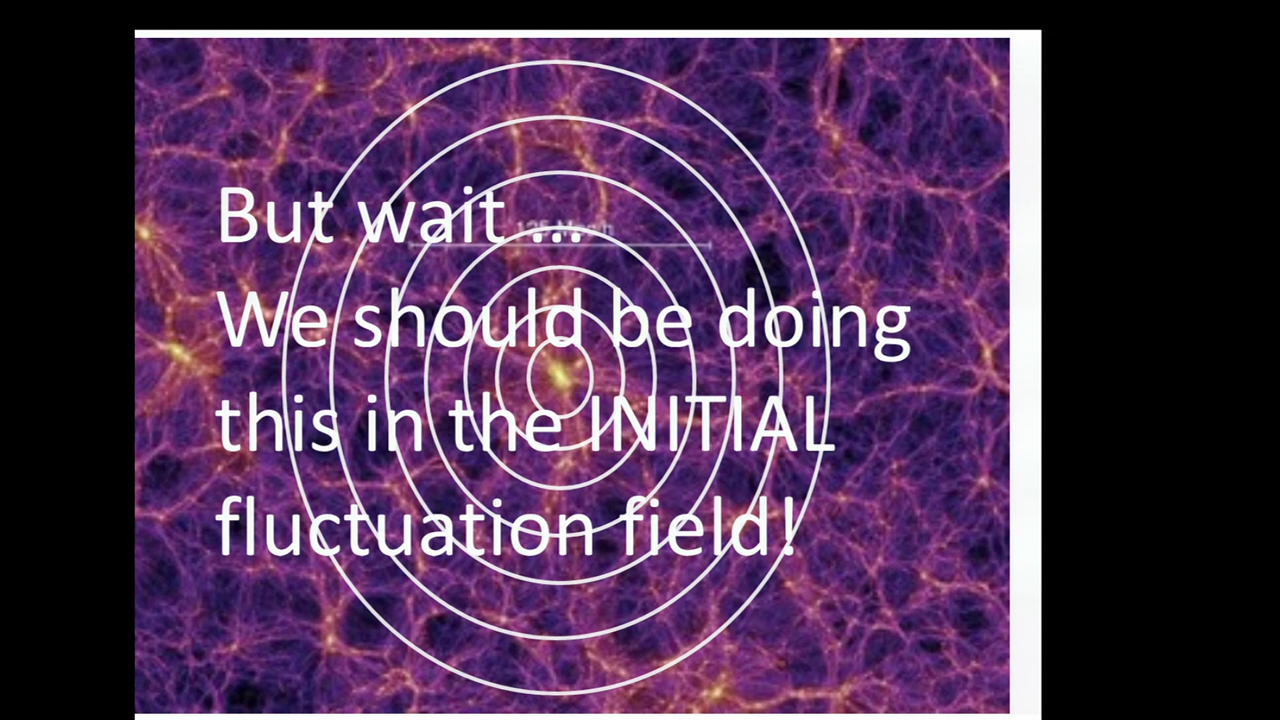 But wait ...
We should be doing
this in the INITIAL
fluctuation field!